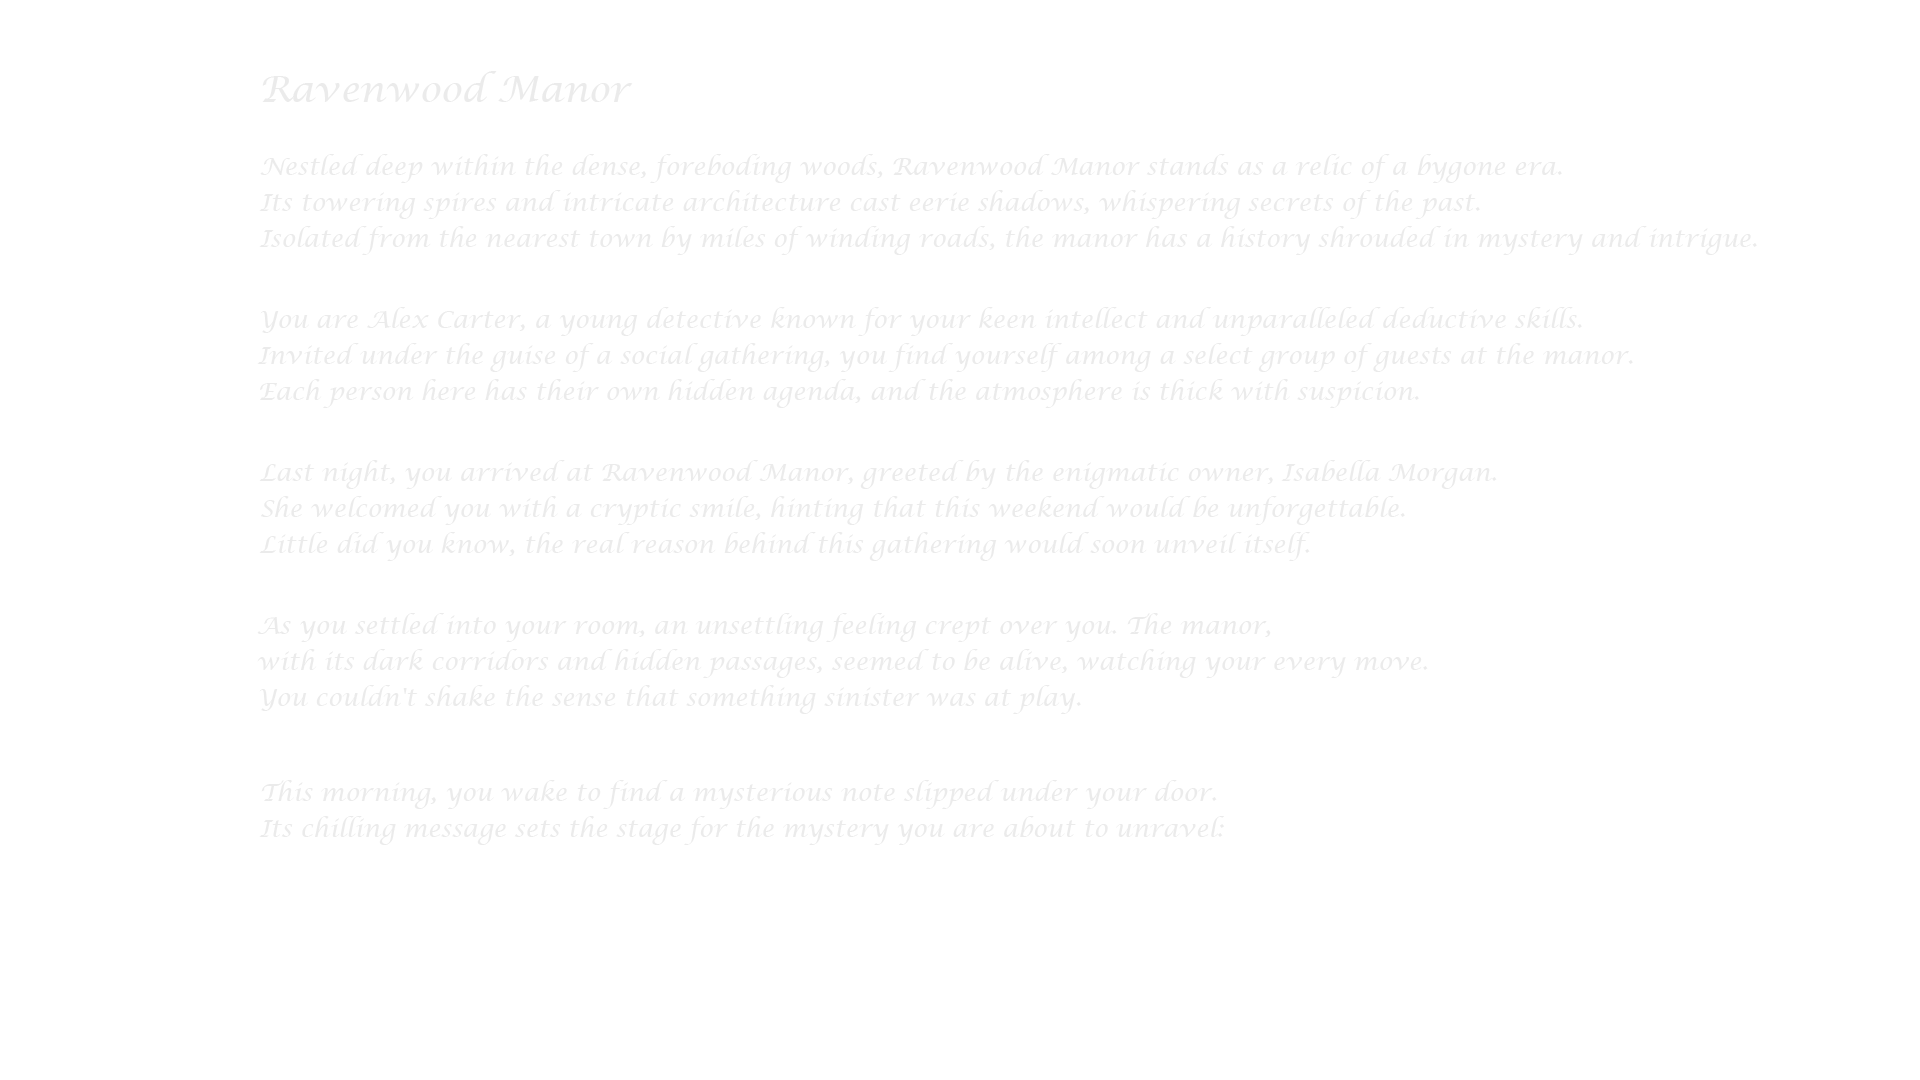 Ravenwood Manor
Nestled deep within the dense, foreboding woods, Ravenwood Manor stands as a relic of a bygone era.
Its towering spires and intricate architecture cast eerie shadows, whispering secrets of the past.
Isolated from the nearest town by miles of winding roads, the manor has a history shrouded in mystery and intrigue.
You are Alex Carter, a young detective known for your keen intellect and unparalleled deductive skills.
Invited under the guise of a social gathering, you find yourself among a select group of guests at the manor.
Each person here has their own hidden agenda, and the atmosphere is thick with suspicion.
Last night, you arrived at Ravenwood Manor, greeted by the enigmatic owner, Isabella Morgan.
She welcomed you with a cryptic smile, hinting that this weekend would be unforgettable.
Little did you know, the real reason behind this gathering would soon unveil itself.
As you settled into your room, an unsettling feeling crept over you. The manor,
with its dark corridors and hidden passages, seemed to be alive, watching your every move.
You couldn't shake the sense that something sinister was at play.
This morning, you wake to find a mysterious note slipped under your door.
Its chilling message sets the stage for the mystery you are about to unravel: